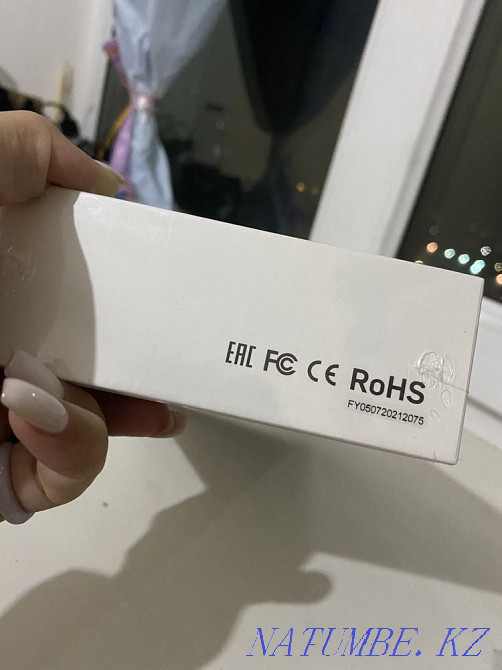 EAC FC CE RoHS
FY050720212075
NATUMBE. KZ